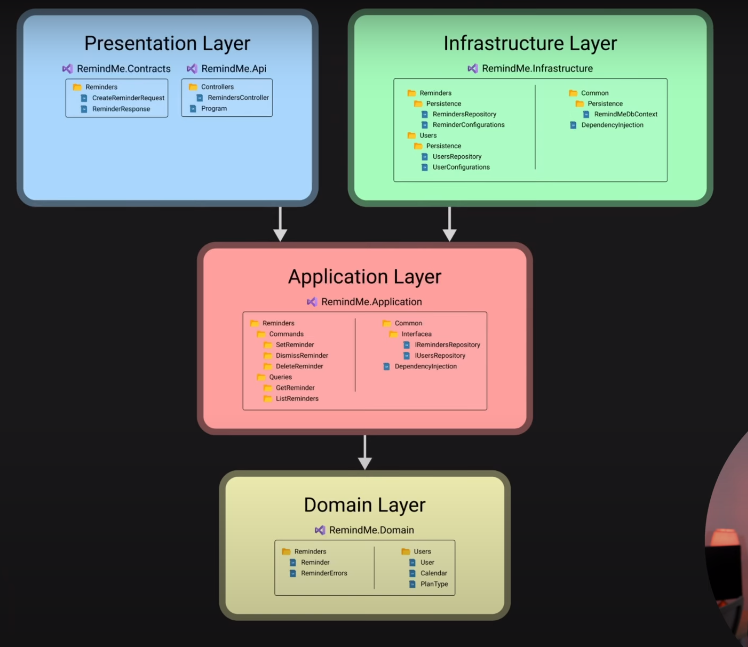 Presentation Layer
RemindMe.Contracts
Reminders
CreateReminderRequest
ReminderResponse
RemindMe.Api
Controllers
RemindersController
Program
Infrastructure Layer
RemindMe.Infrastructure
Reminders
Persistence
RemindersRepository
ReminderConfigurations
Users
Persistence
UsersRepository
UserConfigurations
Common
Persistence
RemindMeDbContext
DependencyInjection
Application Layer
RemindMe.Application
Reminders
Commands
SetReminder
DismissReminder
DeleteReminder
Queries
GetReminder
ListReminders
Common
Interfacea
IRemindersRepository
IUsersRepository
DependencyInjection
Domain Layer
RemindMe.Domain
Reminders
Reminder
ReminderErrors
Users
User
Calendar
PlanType